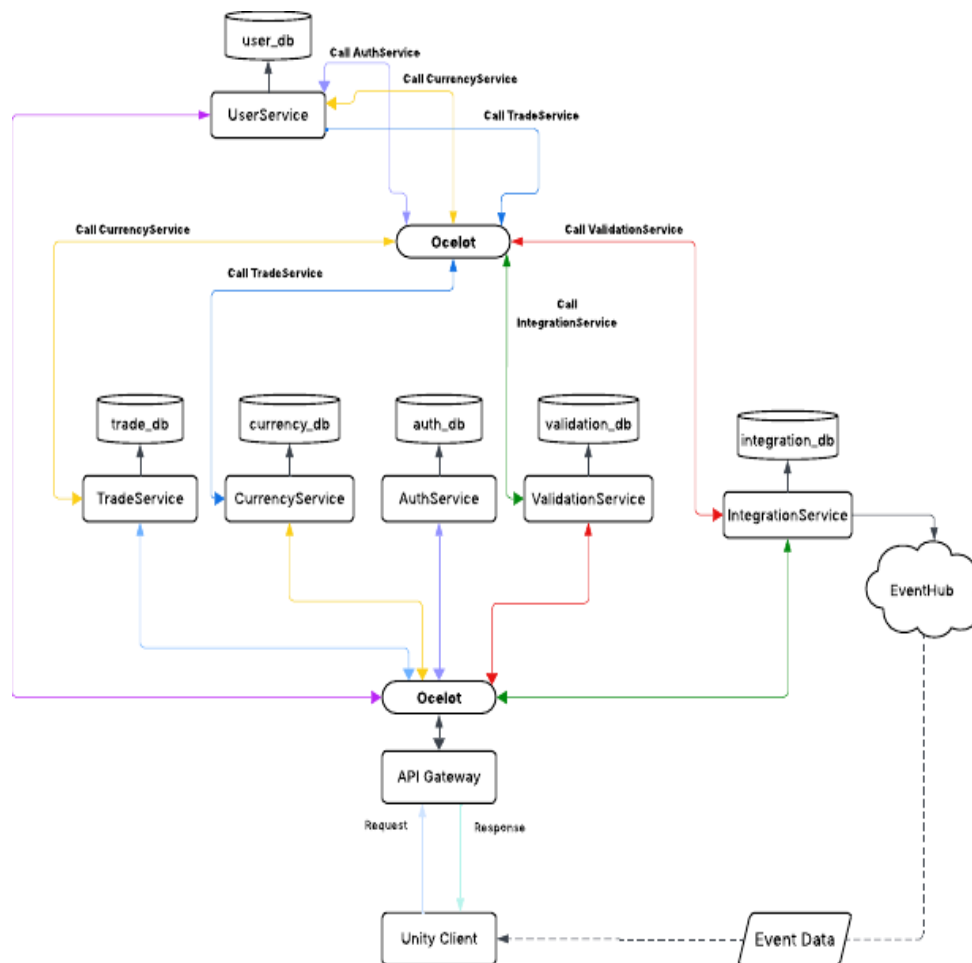 user_db
Call AuthService
Call CurrencyService
UserService
Call TradeService
Call CurrencyService
Ocelot
Call ValidationService
Call TradeService
Call
IntegrationService
trade_db
currency_db
auth_db
validation_db
integration_db
TradeService
CurrencyService
AuthService
ValidationService
IntegrationService
EventHub
Ocelot
API Gateway
Request
Response
Unity Client
Event Data